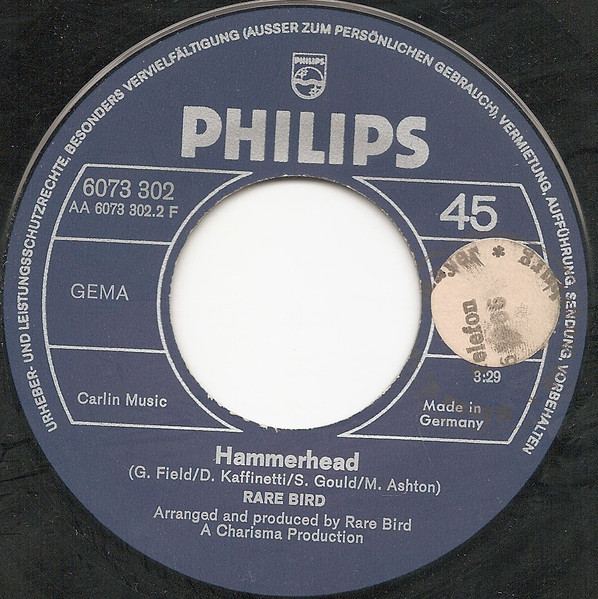 URHEBER- UND LEISTUNGSSCHUTZRECHTE, BESONDERS VERVIELFÄLTIGUNG (AUSSER ZUM PERSÖNLICHEN GEBRAUCH), VERMIETUNG, AUFFÜHRUNG, SENDUNG, VORBEHALTEN
PHILIPS
PHILIPS
6073 302
AA 6073 302.2 F
45
GEMA
Telefon
3:29
Carlin Music
Made in
Germany
Hammerhead
(G. Field/D. Kaffinetti/S. Gould/M. Ashton)
RARE BIRD
Arranged and produced by Rare Bird
A Charisma Production